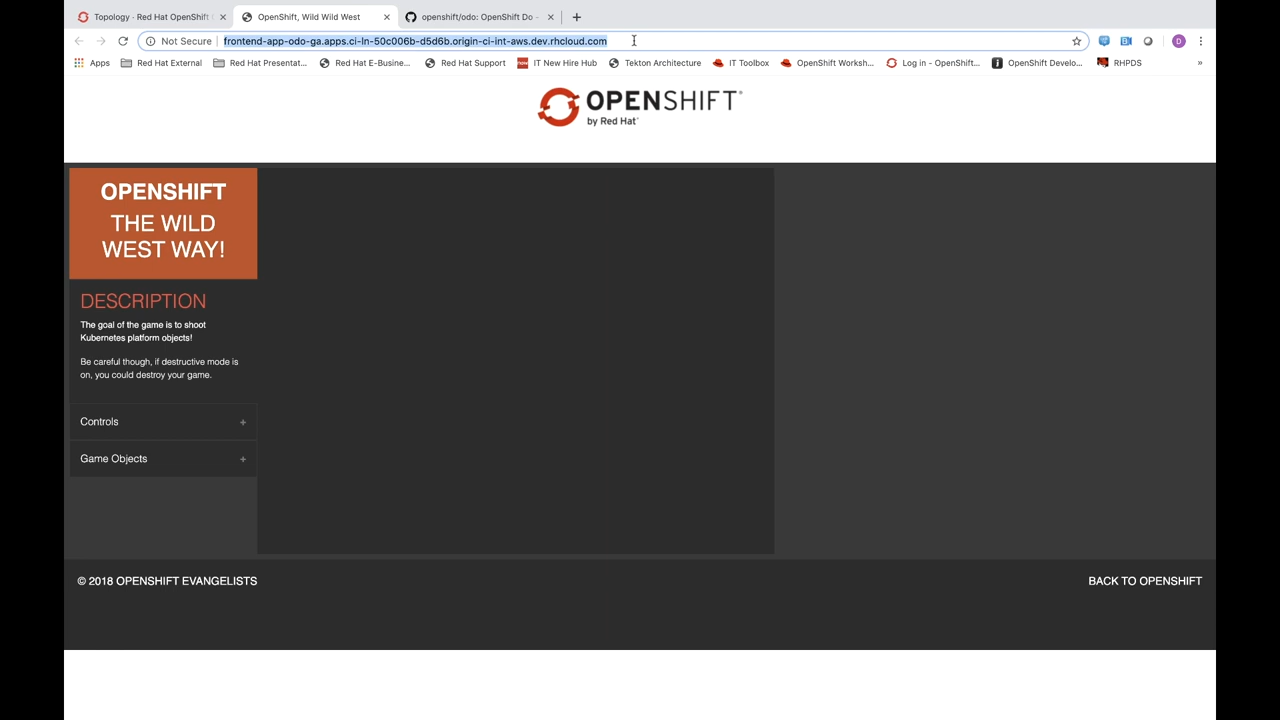 Topology · Red Hat OpenShift
OpenShift, Wild Wild West
openshift/odo: OpenShift Do -
Not Secure
frontend-app-odo-ga.apps.ci-ln-50c006b-d5d6b.origin-ci-int-aws.dev.rhcloud.com
D
Apps
Red Hat External
Red Hat Presentat...
Red Hat E-Busine...
Red Hat Support
IT New Hire Hub
Tekton Architecture
IT Toolbox
OpenShift Worksh...
Log in - OpenShift...
OpenShift Develo...
RHPDS
»
OPENSHIFT
by Red Hat
OPENSHIFT
THE WILD
WEST WAY!
DESCRIPTION
The goal of the game is to shoot
Kubernetes platform objects!
Be careful though, if destructive mode is
on, you could destroy your game.
Controls +
Game Objects +
© 2018 OPENSHIFT EVANGELISTS
BACK TO OPENSHIFT